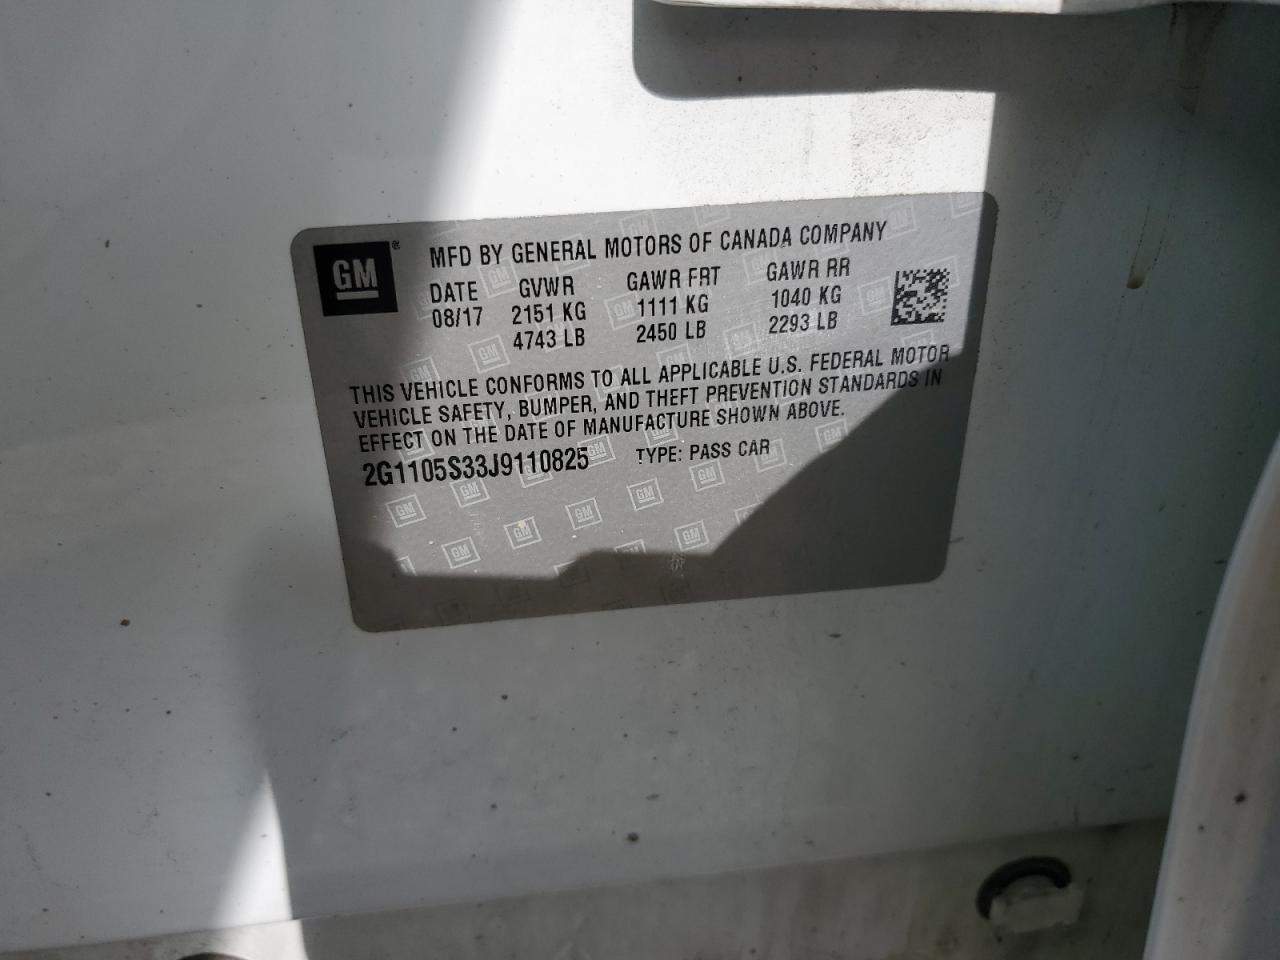 GM ® MFD BY GENERAL MOTORS OF CANADA COMPANY
DATE GVWR GAWR FRT GAWR RR
08/17 2151 KG 1111 KG 1040 KG
4743 LB 2450 LB 2293 LB
THIS VEHICLE CONFORMS TO ALL APPLICABLE U.S. FEDERAL MOTOR
VEHICLE SAFETY, BUMPER, AND THEFT PREVENTION STANDARDS IN
EFFECT ON THE DATE OF MANUFACTURE SHOWN ABOVE.
2G1105S33J9110825 TYPE: PASS CAR